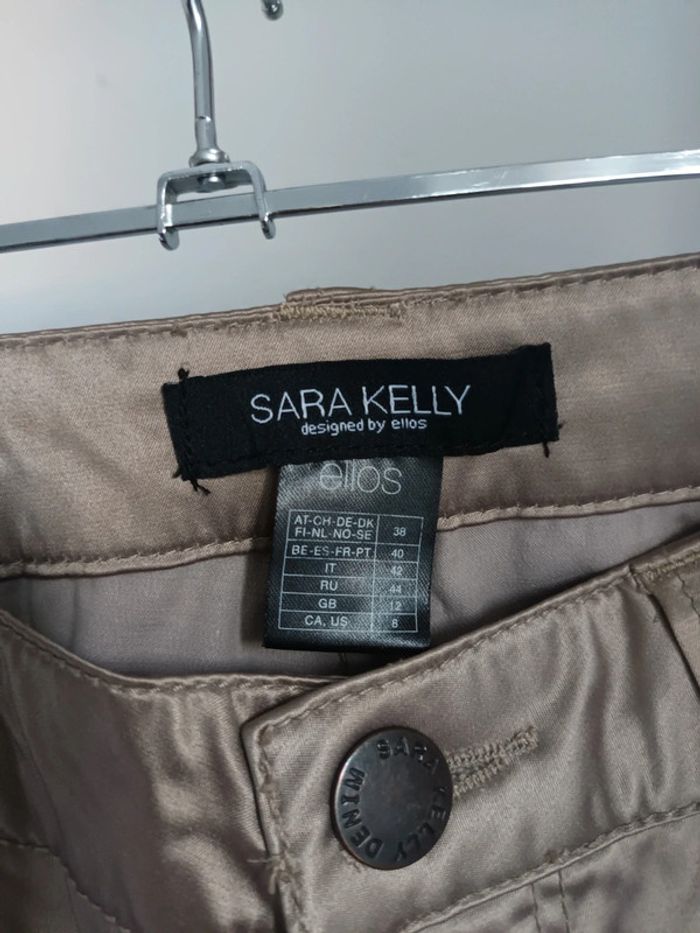 SARA KELLY
designed by ellos
ellos
AT-CH-DE-DK
FI-NL-NO-SE 38
BE-ES-FR-PT 40
IT 42
RU 44
GB 12
CA, US 8
SARA KELLY DENIM